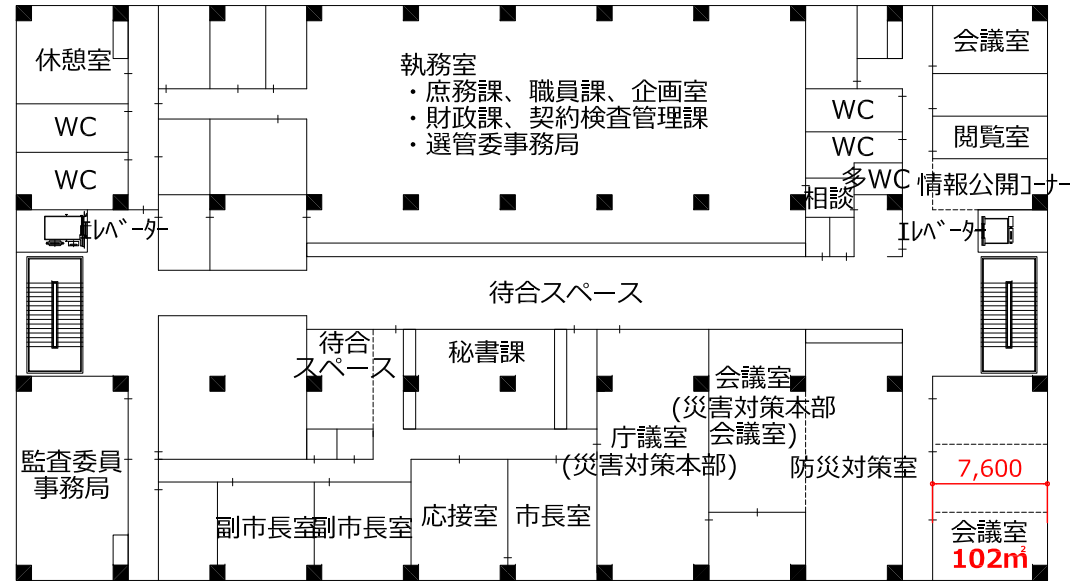 休憩室
WC
WC
エレベーター
執務室
・庶務課、職員課、企画室
・財政課、契約検査管理課
・選管委事務局
WC
WC
多WC
相談
会議室
閲覧室
情報公開コーナー
エレベーター
待合スペース
待合
スペース
秘書課
会議室
(災害対策本部
会議室)
庁議室
(災害対策本部)
防災対策室
監査委員
事務局
副市長室
副市長室
応接室
市長室
7,600
会議室
102㎡